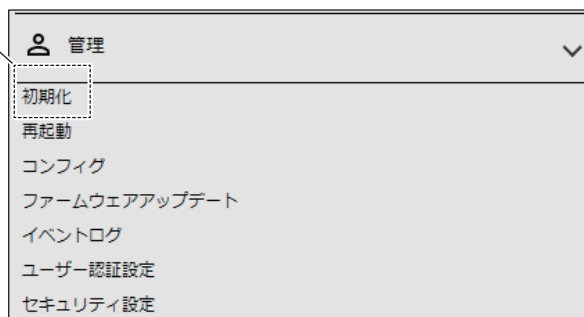 管理
初期化
再起動
コンフィグ
ファームウェアアップデート
イベントログ
ユーザー認証設定
セキュリティ設定